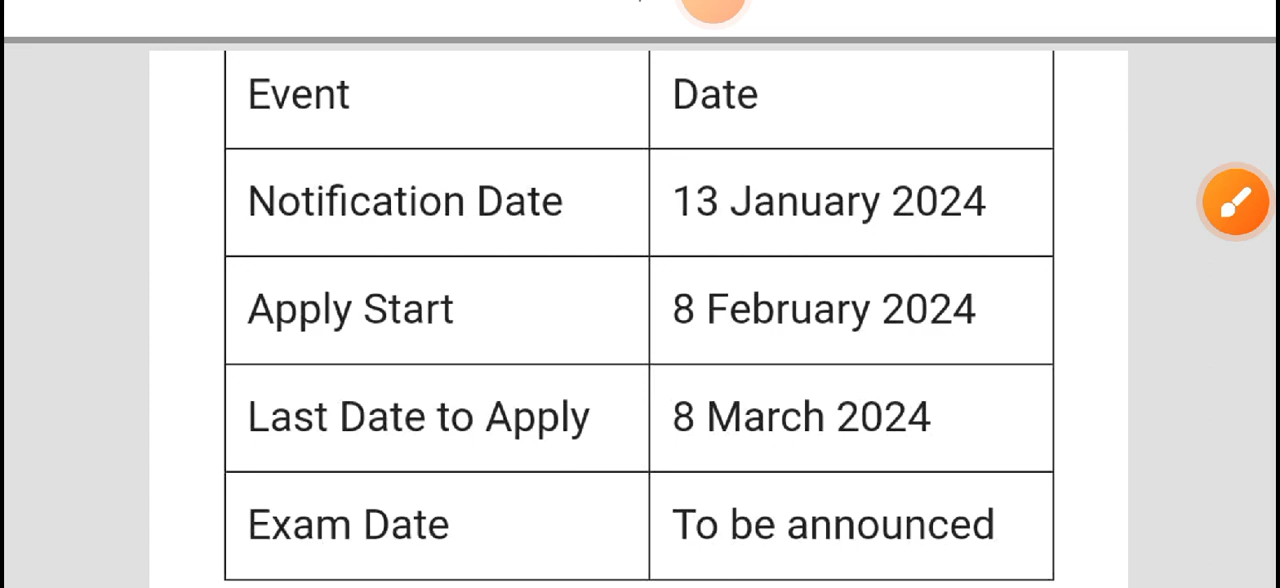 Event Date
Notification Date 13 January 2024
Apply Start 8 February 2024
Last Date to Apply 8 March 2024
Exam Date To be announced